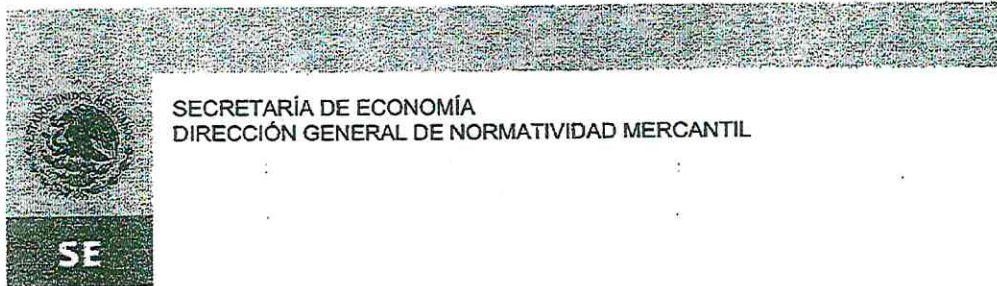 SECRETARÍA DE ECONOMÍA
DIRECCIÓN GENERAL DE NORMATIVIDAD MERCANTIL
SE